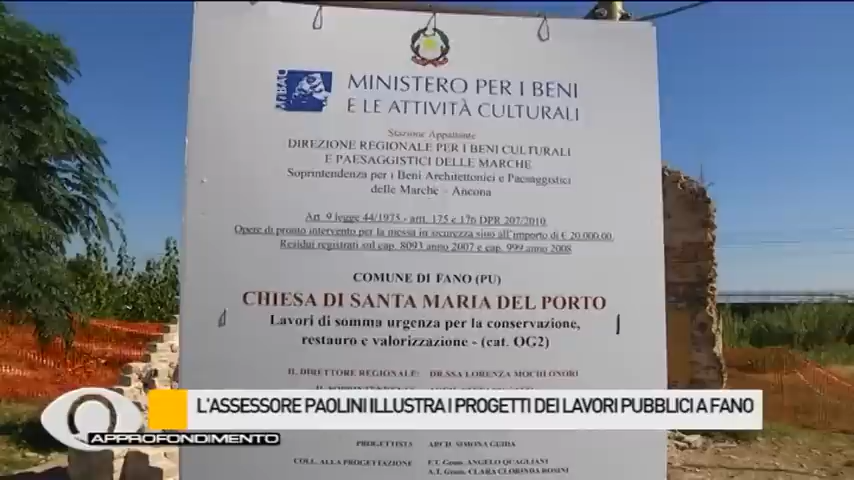 MINISTERO PER I BENI
E LE ATTIVITÀ CULTURALI
Stazione Appaltante
DIREZIONE REGIONALE PER I BENI CULTURALI
E PAESAGGISTICI DELLE MARCHE
Soprintendenza per i Beni Architettonici e Paesaggistici
delle Marche - Ancona
Art. 9 legge 44/1975 - artt. 175 e 176 DPR 207/2010
Opere di pronto intervento per la messa in sicurezza sino all'importo di € 20.000,00
Residui registrati sul cap. 8093 anno 2007 e cap. 999 anno 2008
COMUNE DI FANO (PU)
CHIESA DI SANTA MARIA DEL PORTO
Lavori di somma urgenza per la conservazione,
restauro e valorizzazione - (cat. OG2)
IL DIRETTORE REGIONALE: DR.SSA LORENZA MOCHI ONORI
L'ASSESSORE PAOLINI ILLUSTRA I PROGETTI DEI LAVORI PUBBLICI A FANO
APPROFONDIMENTO
PROGETTISTA ARCH. SIMONA GUIDA
COLL. ALLA PROGETTAZIONE F.T. Geom. ANGELO QUAGLIANI
A.T. Geom. CLARA CLORINDA ROSINI